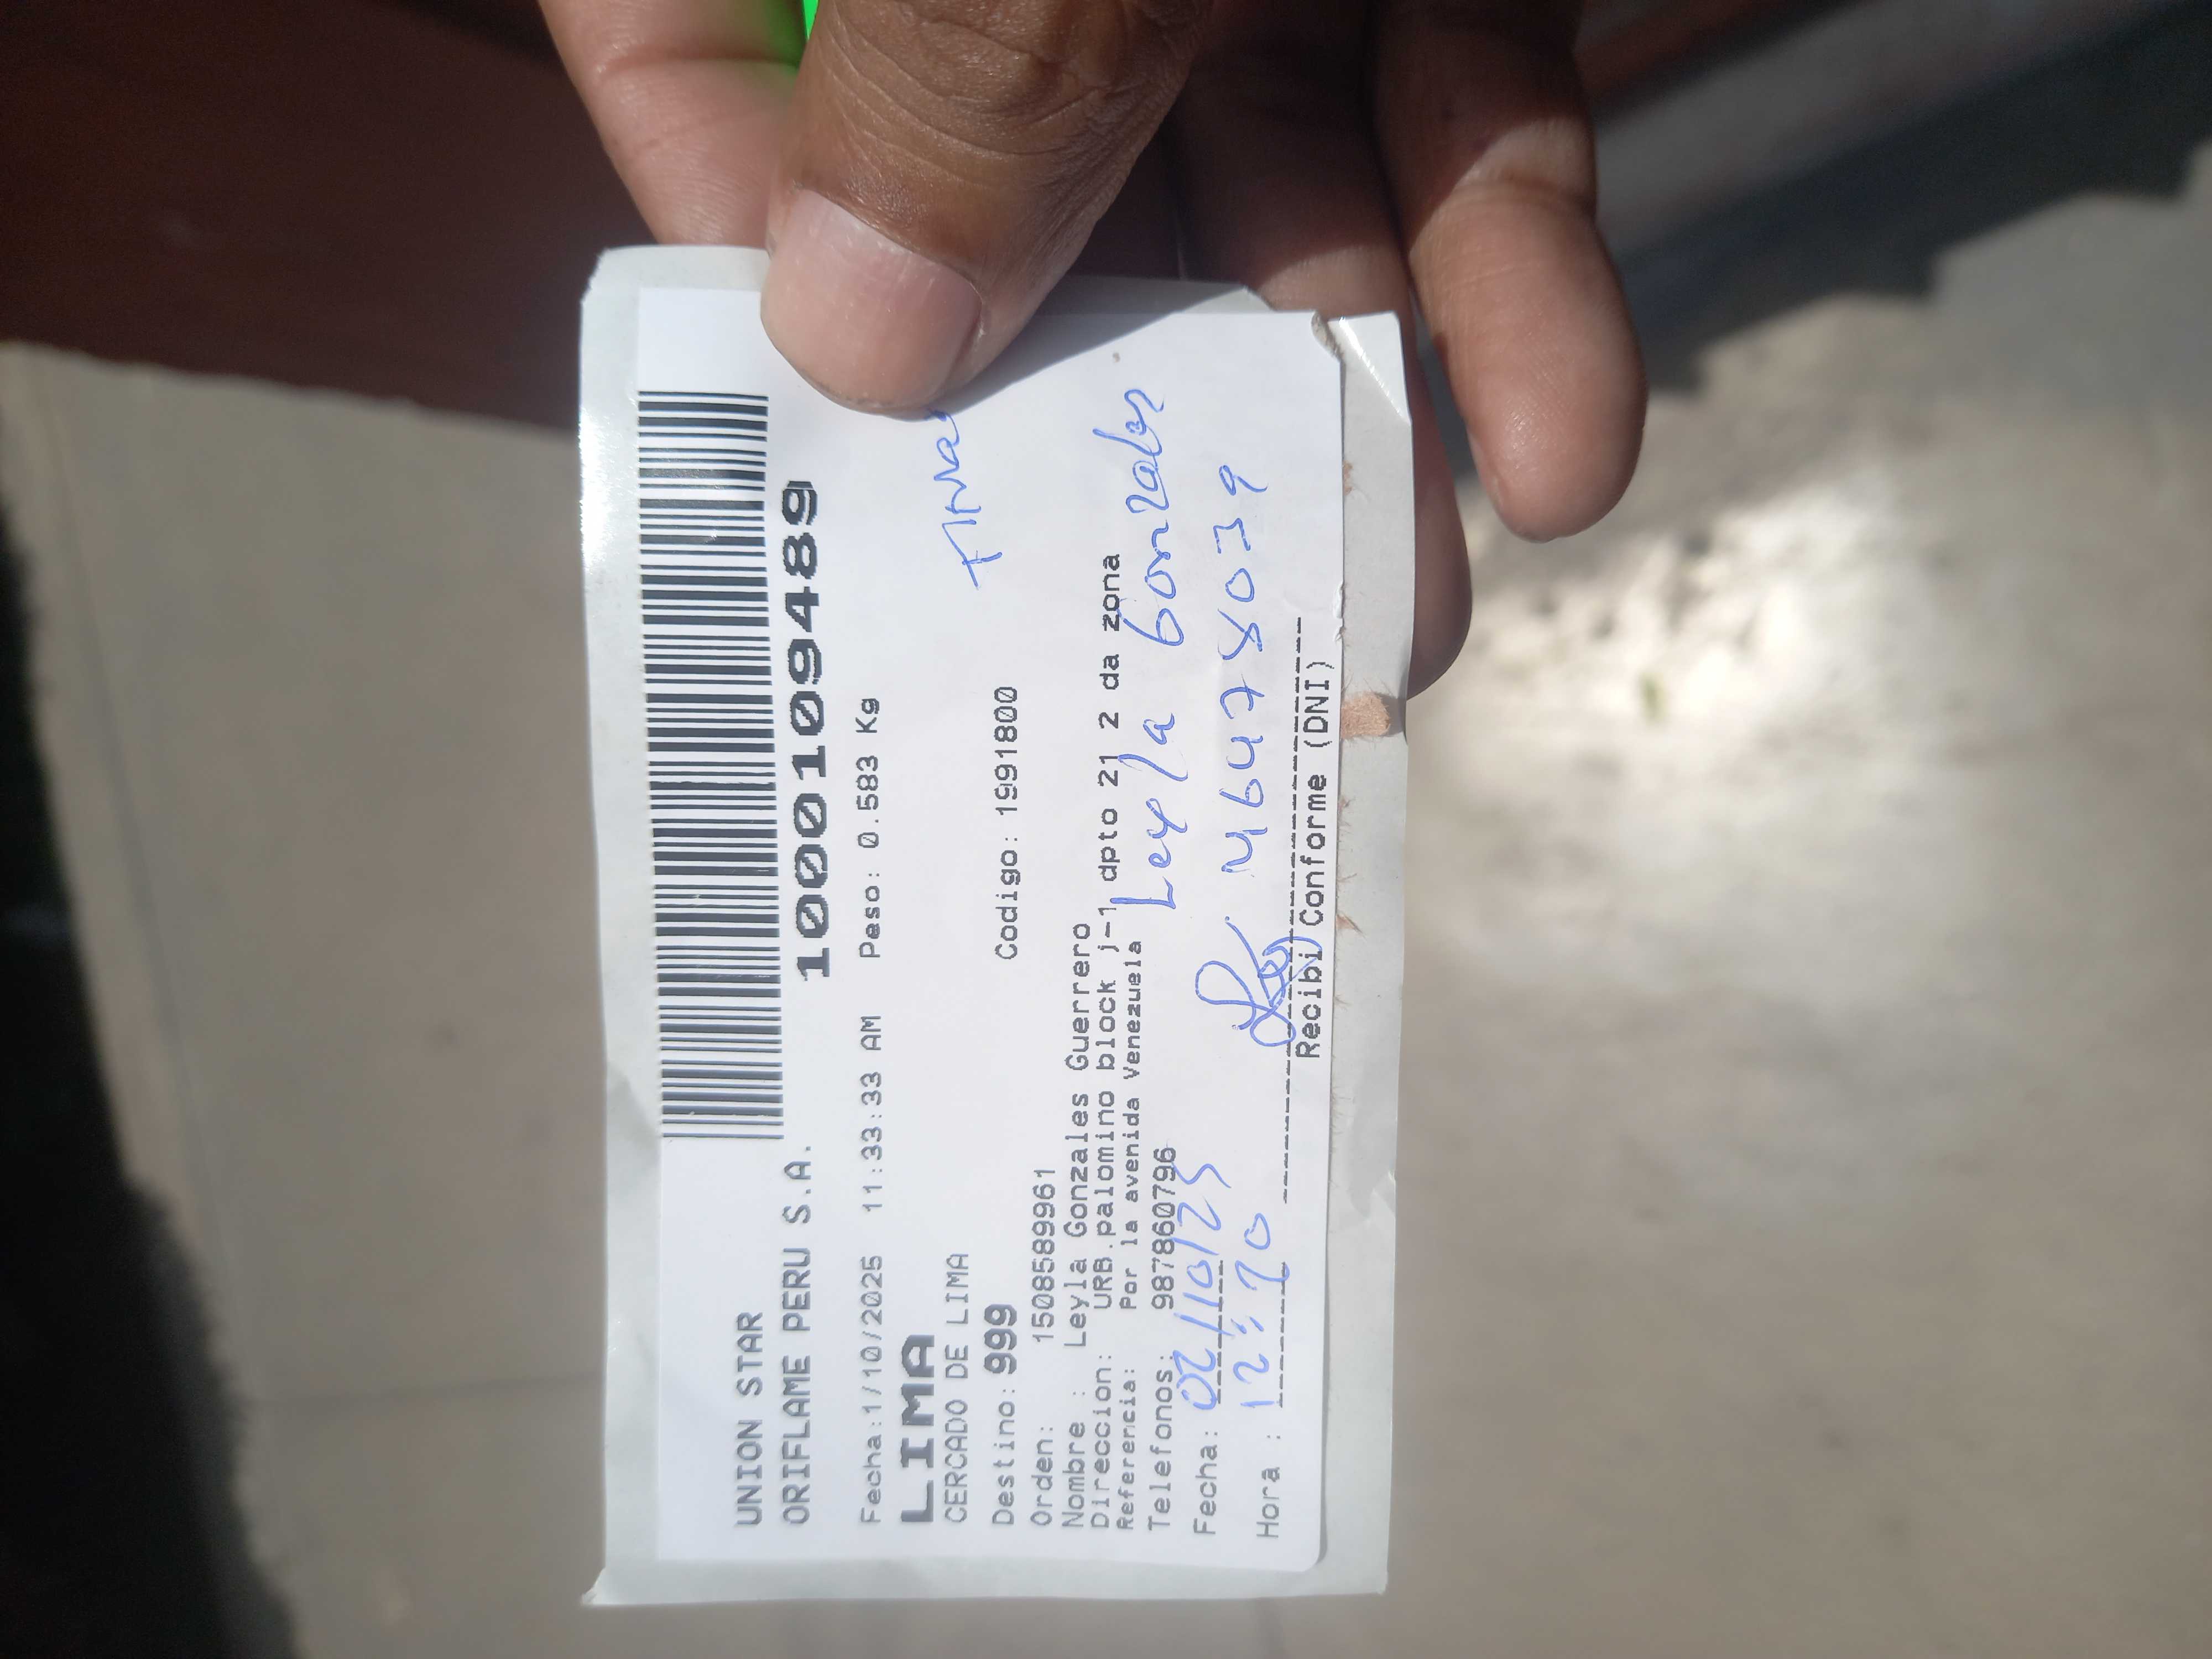 UNION STAR
ORIFLAME PERU S.A.
1000109489
Fecha:1/10/2025 11:33:33 AM Peso: 0.583 Kg
LIMA
CERCADO DE LIMA
Destino: 999 Codigo: 1991800
Orden: 1508589961
Nombre : Leyla Gonzales Guerrero
Direccion: URB.palomino block j-1 dpto 21 2 da zona
Referencia: Por la avenida Venezuela
Leyla Gonzales
Telefonos: 987860796
Fecha: 02/10/25
46478039
Hora : 12:20
Recibi Conforme (DNI)